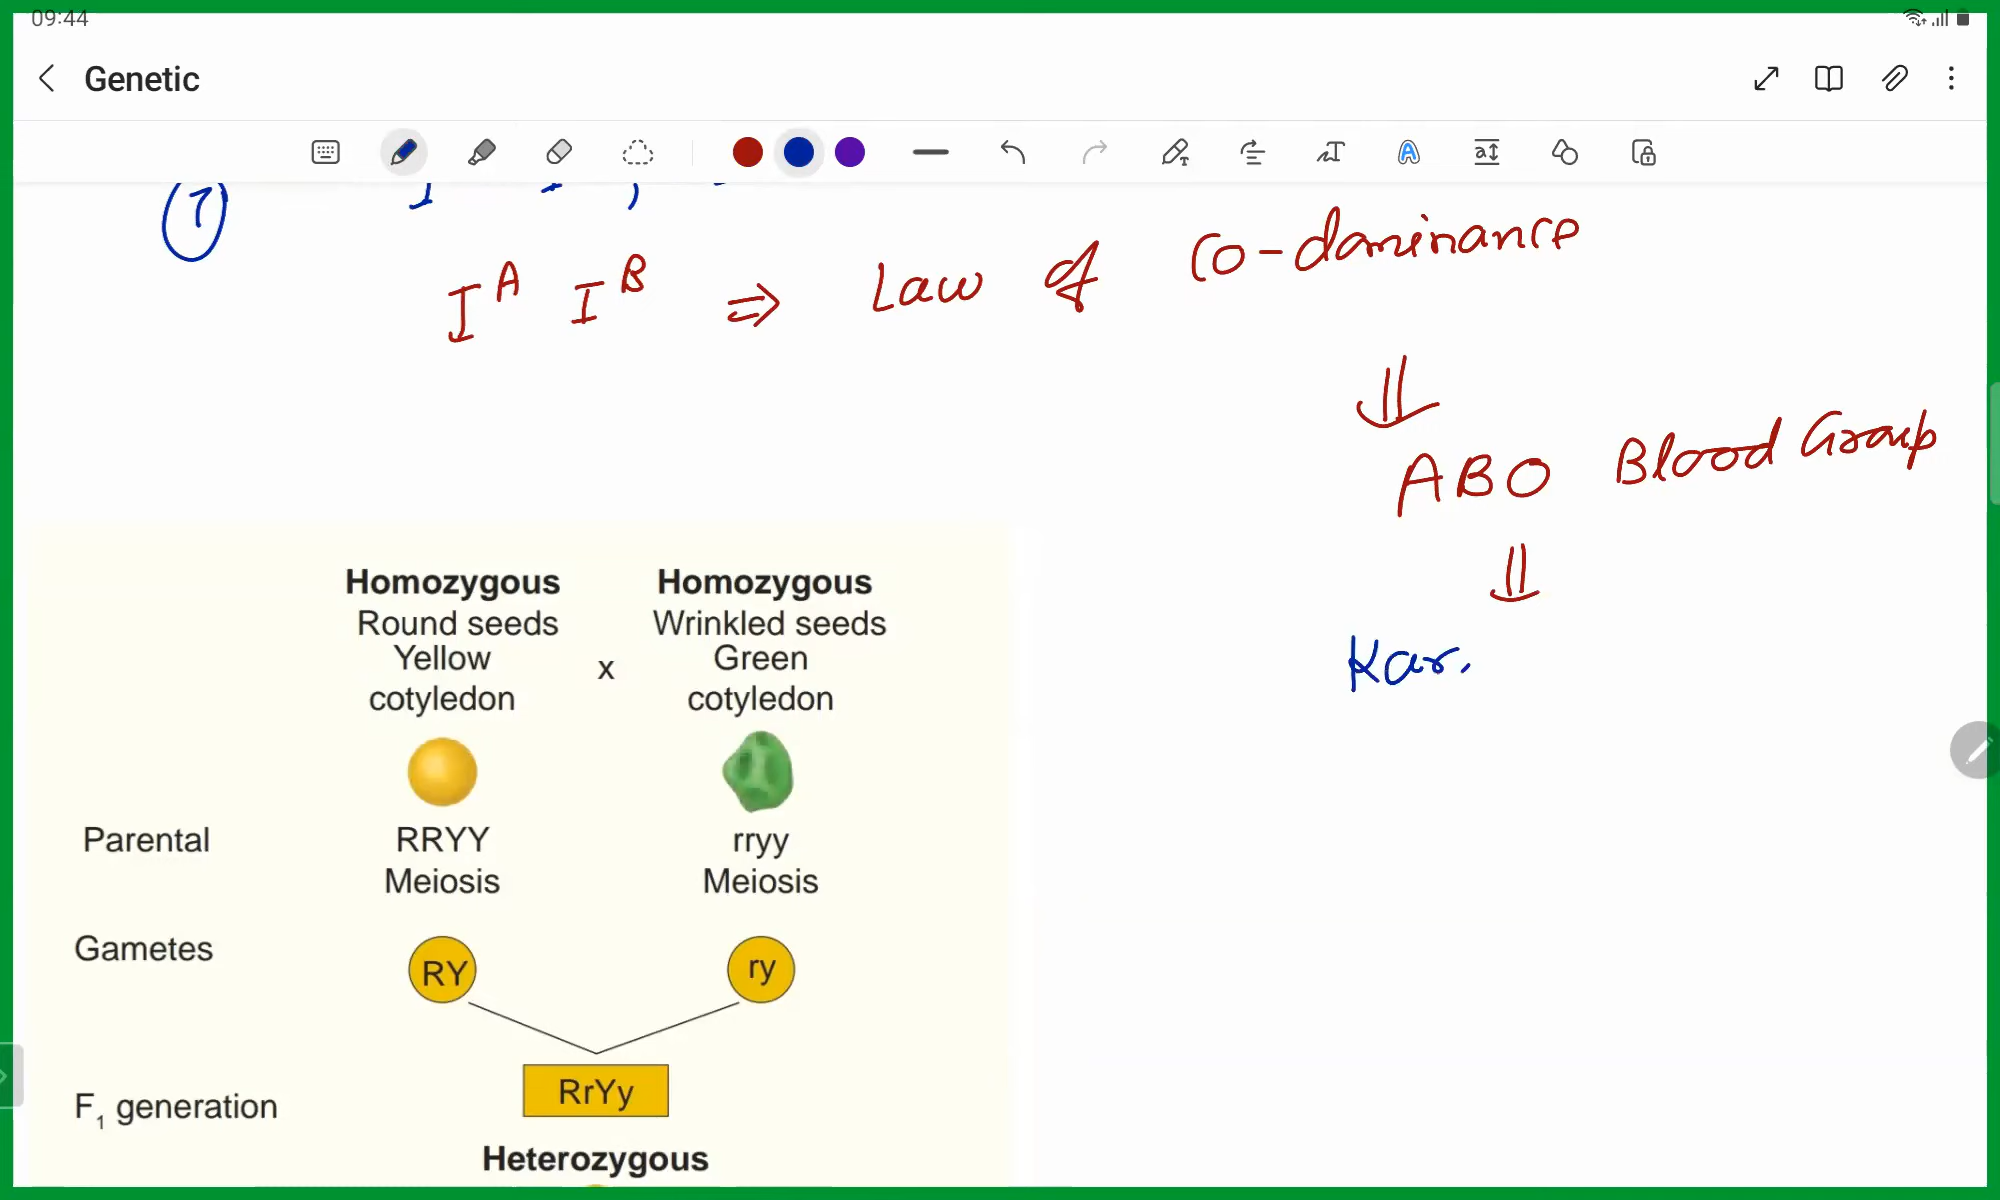 09:44
Genetic
I^A I^B ⇒ Law of Co-dominance
ABO Blood Group
Kar.
Homozygous Homozygous
Round seeds Wrinkled seeds
Yellow x Green
cotyledon cotyledon
Parental RRYY rryy
Meiosis Meiosis
Gametes RY ry
F1 generation RrYy
Heterozygous